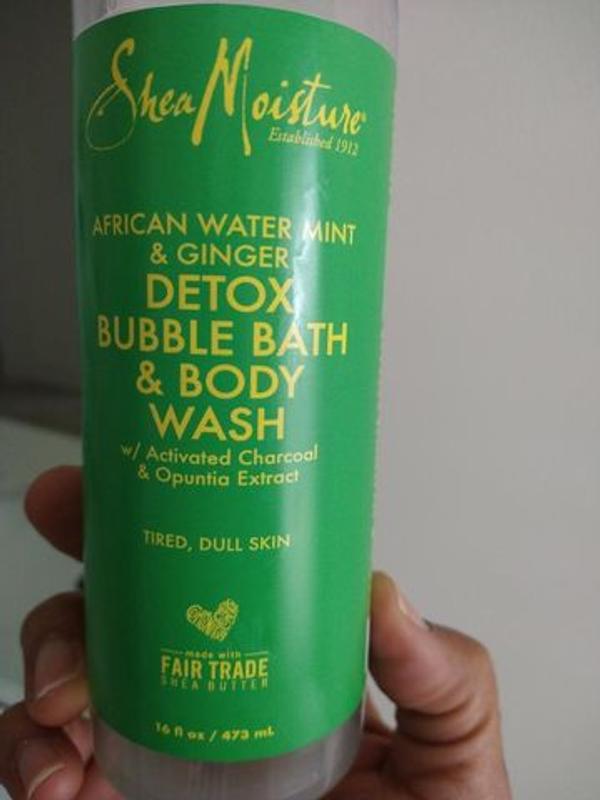 SheaMoisture®
Established 1912
AFRICAN WATER MINT
& GINGER
DETOX
BUBBLE BATH
& BODY
WASH
w/ Activated Charcoal
& Opuntia Extract
TIRED, DULL SKIN
made with
FAIR TRADE
SHEA BUTTER
16 fl oz / 473 mL